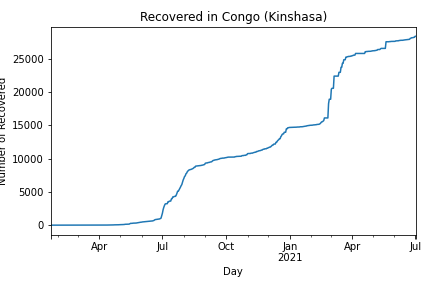 Recovered in Congo (Kinshasa)
Number of Recovered
25000
20000
15000
10000
5000
0
Apr
Jul
Oct
Jan
2021
Apr
Jul
Day